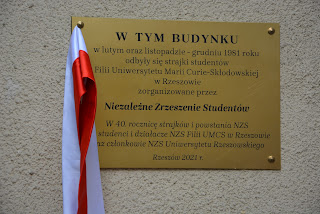 W TYM BUDYNKU
w lutym oraz listopadzie - grudniu 1981 roku
odbyły się strajki studentów
Filii Uniwersytetu Marii Curie-Skłodowskiej
w Rzeszowie
zorganizowane przez
Niezależne Zrzeszenie Studentów
W 40. rocznicę strajków i powstania NZS
studenci i działacze NZS Filii UMCS w Rzeszowie
oraz członkowie NZS Uniwersytetu Rzeszowskiego
Rzeszów 2021 r.